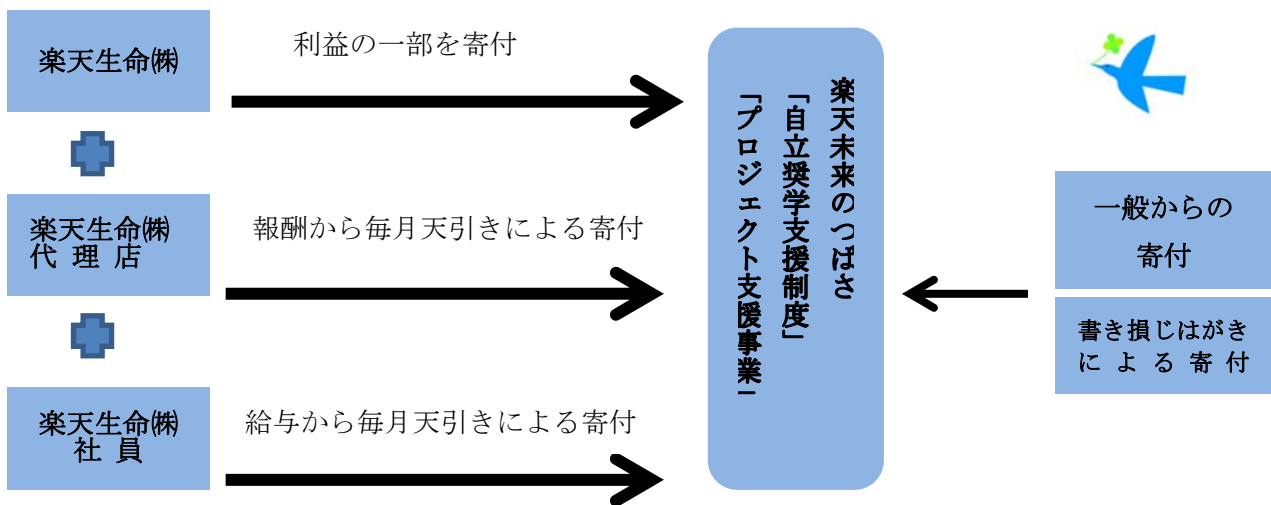 楽天生命㈱
利益の一部を寄付
楽天生命㈱
代 理 店
報酬から毎月天引きによる寄付
楽天生命㈱
社 員
給与から毎月天引きによる寄付
楽天未来のつばさ
「自立奨学支援制度」
「プロジェクト支援事業」
一般からの
寄付
書き損じはがき
に よ る 寄 付